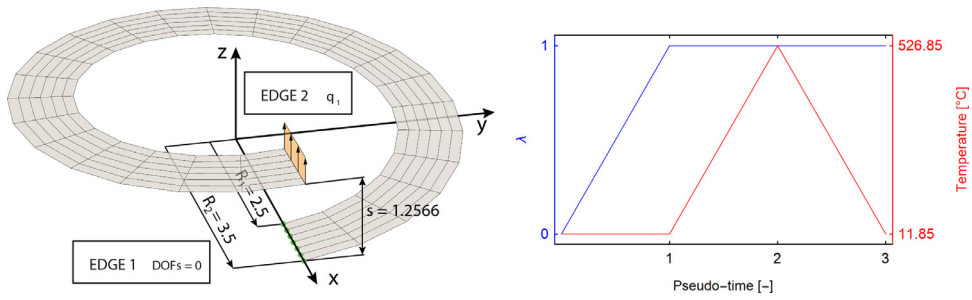 z
EDGE 2 q₁
y
R₁ = 2.5
R₂ = 3.5
s = 1.2566
EDGE 1 DOFs = 0
x
1
526.85
λ
Temperature [°C]
0
11.85
1 2 3
Pseudo-time [-]